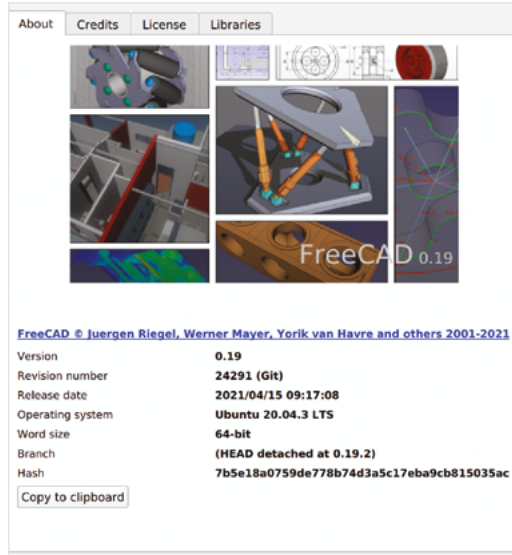 About Credits License Libraries
FreeCAD 0.19
FreeCAD © Juergen Riegel, Werner Mayer, Yorik van Havre and others 2001-2021
Version 0.19
Revision number 24291 (Git)
Release date 2021/04/15 09:17:08
Operating system Ubuntu 20.04.3 LTS
Word size 64-bit
Branch (HEAD detached at 0.19.2)
Hash 7b5e18a0759de778b74d3a5c17eba9cb815035ac
Copy to clipboard